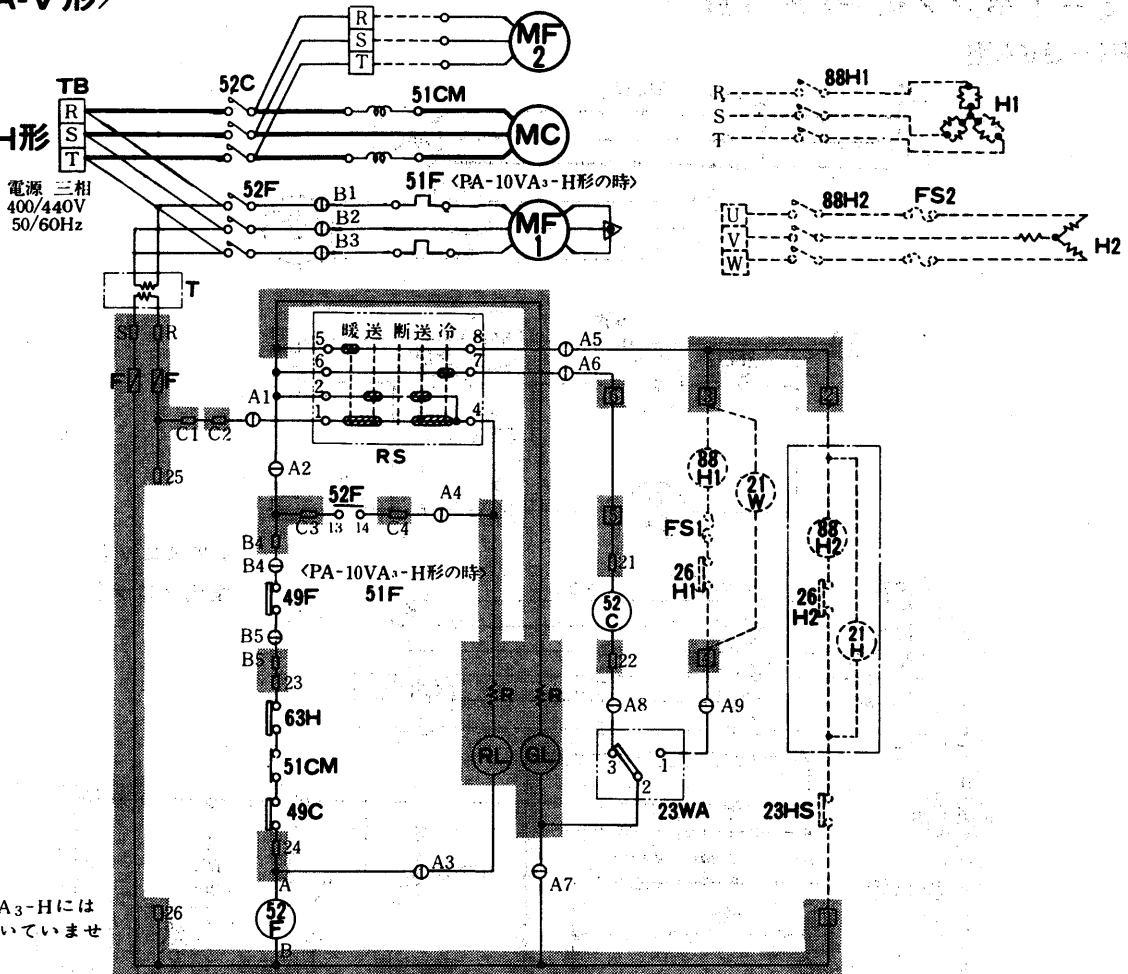 A-V形〉
R
S
T
MF
2
TB
52C
51CM
R
S
T
H形
MC
電源 三相
400/440V
50/60Hz
52F
B1
B2
B3
51F
〈PA-10VA₃-H形の時〉
MF
1
R
S
T
88H1
H1
U
V
W
88H2
FS2
H2
T
S
R
F
F
暖 送 断 送 冷
5
6
2
1
8
7
4
RS
A5
A6
A1
C1
C2
25
A2
52F
C3
13
14
C4
A4
B4
B4
〈PA-10VA₃-H形の時〉
51F
49F
B5
B5
23
63H
51CM
49C
24
A
52
F
B
26
A3
R
R
RL
GL
A7
6
5
21
52
C
22
A8
3
2
1
23WA
3
88
H1
21
W
FS1
26
H1
A9
2
88
H2
26
H2
21
H
23HS
A₃-Hには
いていませ